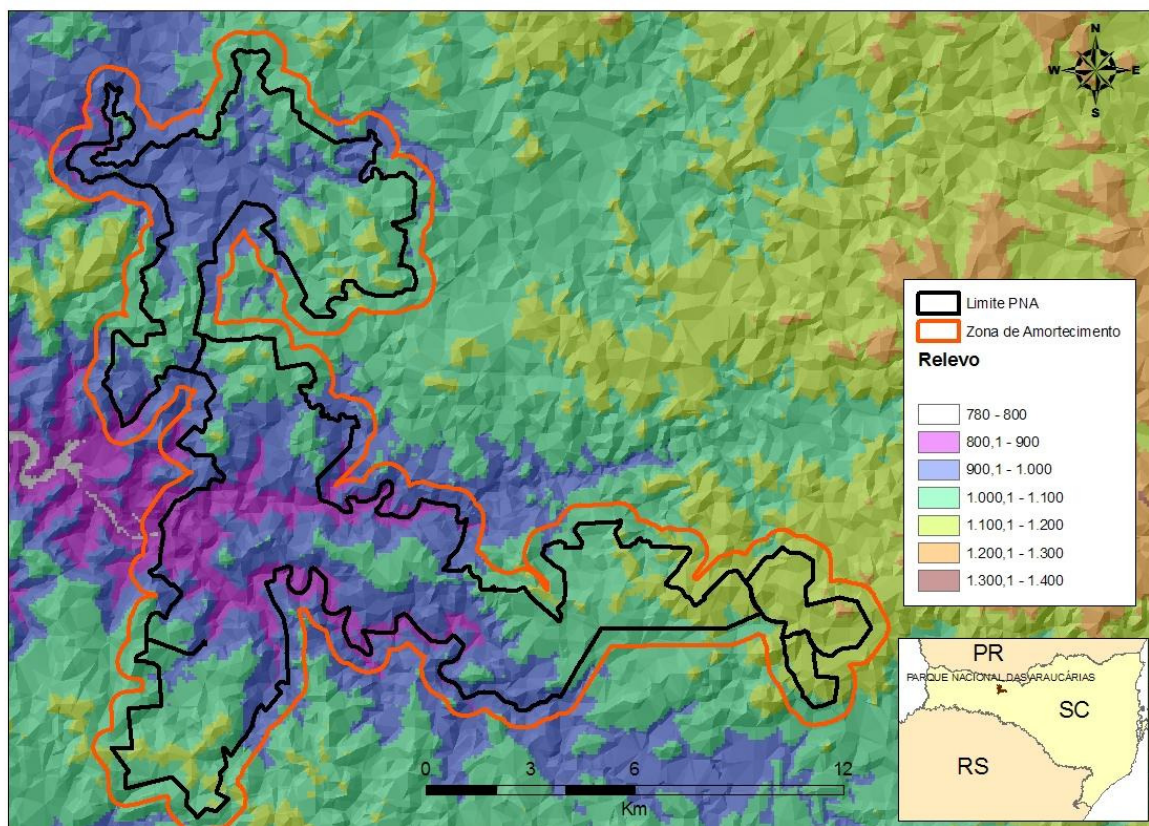 N
W E
S
Limite PNA
Zona de Amortecimento
Relevo
780 - 800
800,1 - 900
900,1 - 1.000
1.000,1 - 1.100
1.100,1 - 1.200
1.200,1 - 1.300
1.300,1 - 1.400
PR
PARQUE NACIONAL DAS ARAUCÁRIAS
SC
RS
0 3 6 12
Km